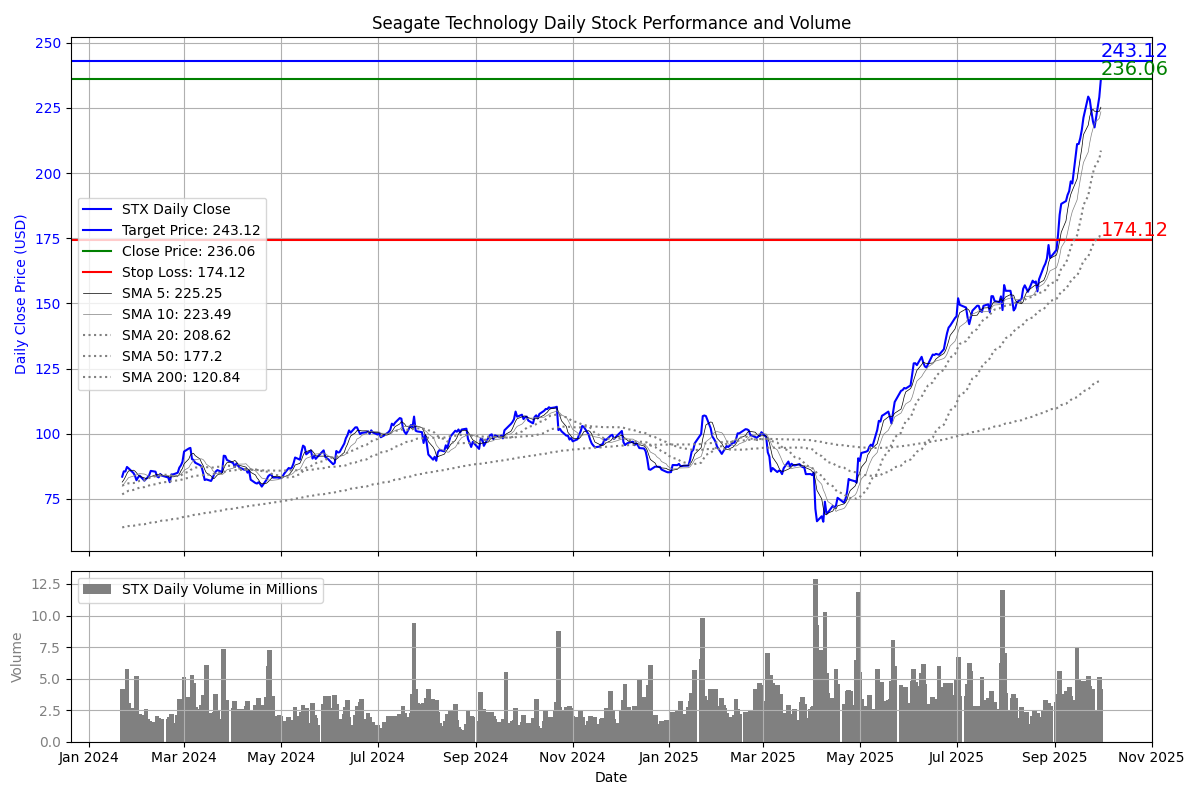 Seagate Technology Daily Stock Performance and Volume
250
225
200
175
150
125
100
75
Daily Close Price (USD)
243.12
236.06
174.12
STX Daily Close
Target Price: 243.12
Close Price: 236.06
Stop Loss: 174.12
SMA 5: 225.25
SMA 10: 223.49
SMA 20: 208.62
SMA 50: 177.2
SMA 200: 120.84
12.5
10.0
7.5
5.0
2.5
0.0
Volume
STX Daily Volume in Millions
Jan 2024 Mar 2024 May 2024 Jul 2024 Sep 2024 Nov 2024 Jan 2025 Mar 2025 May 2025 Jul 2025 Sep 2025 Nov 2025
Date